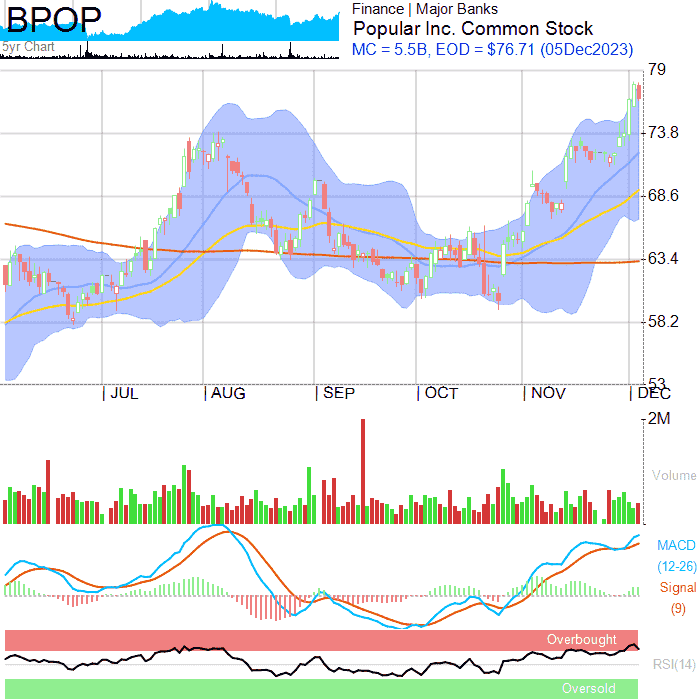 BPOP
5yr Chart
Finance | Major Banks
Popular Inc. Common Stock
MC = 5.5B, EOD = $76.71 (05Dec2023)
79
73.8
68.6
63.4
58.2
53
JUL
AUG
SEP
OCT
NOV
DEC
2M
Volume
MACD
(12-26)
Signal
(9)
Overbought
RSI(14)
Oversold